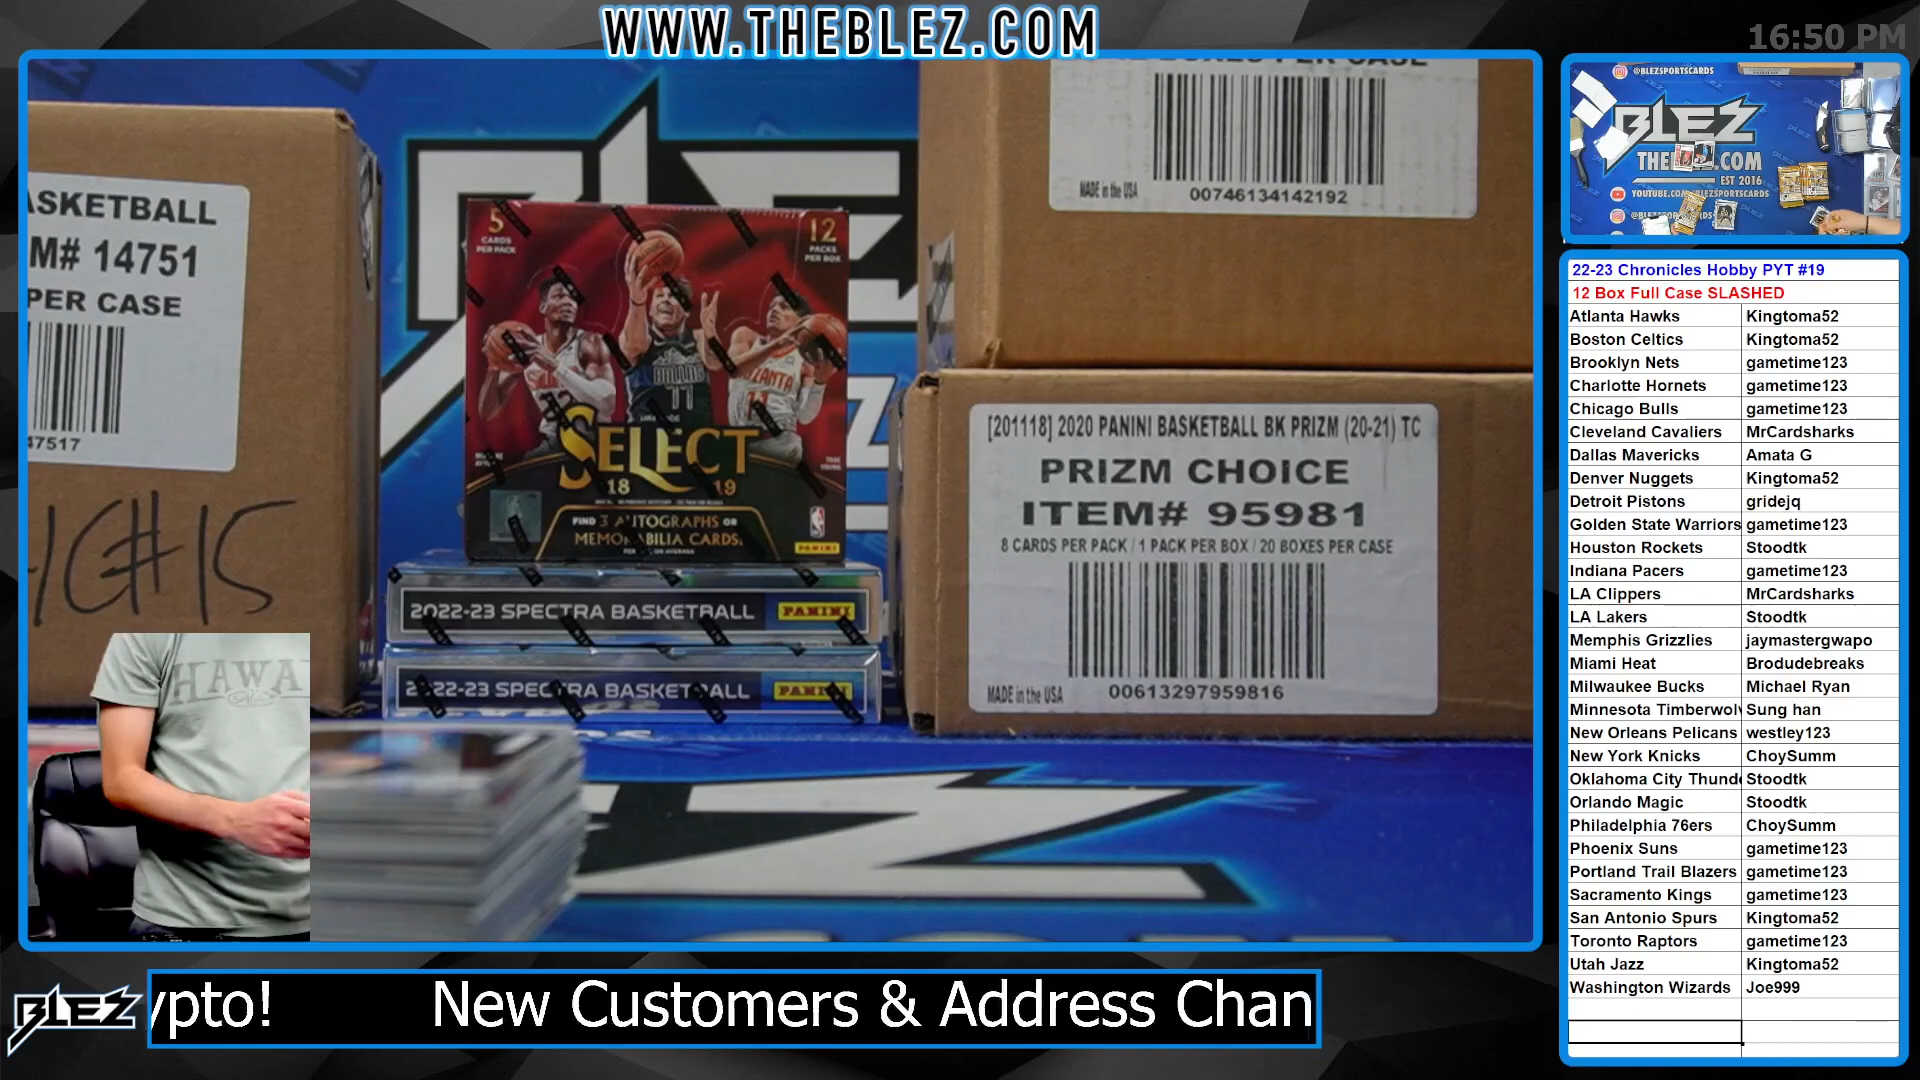 WWW.THEBLEZ.COM
16:50 PM
ASKETBALL
M# 14751
PER CASE
47517
#15
BLEZ
5
CARDS
PER PACK
12
PACKS
PER BOX
DALLAS
77
ATLANTA
11
SELECT
18 19
FIND 3 AUTOGRAPHS OR
MEMORABILIA CARDS
PANINI
2022-23 SPECTRA BASKETBALL PANINI
2022-23 SPECTRA BASKETBALL PANINI
MADE in the USA
00746134142192
[201118] 2020 PANINI BASKETBALL BK PRIZM (20-21) TC
PRIZM CHOICE
ITEM# 95981
8 CARDS PER PACK / 1 PACK PER BOX / 20 BOXES PER CASE
MADE in the USA
00613297959816
HAWA
BLEZ
ypto! New Customers & Address Chan
@BLEZSPORTSCARDS
BLEZ
.COM
EST 2016
22-23 Chronicles Hobby PYT #19
12 Box Full Case SLASHED
Atlanta Hawks Kingtoma52
Boston Celtics Kingtoma52
Brooklyn Nets gametime123
Charlotte Hornets gametime123
Chicago Bulls gametime123
Cleveland Cavaliers MrCardsharks
Dallas Mavericks Amata G
Denver Nuggets Kingtoma52
Detroit Pistons gridejq
Golden State Warriors gametime123
Houston Rockets Stoodtk
Indiana Pacers gametime123
LA Clippers MrCardsharks
LA Lakers Stoodtk
Memphis Grizzlies jaymastergwapo
Miami Heat Brodudebreaks
Milwaukee Bucks Michael Ryan
Minnesota Timberwolv Sung han
New Orleans Pelicans westley123
New York Knicks ChoySumm
Oklahoma City Thunde Stoodtk
Orlando Magic Stoodtk
Philadelphia 76ers ChoySumm
Phoenix Suns gametime123
Portland Trail Blazers gametime123
Sacramento Kings gametime123
San Antonio Spurs Kingtoma52
Toronto Raptors gametime123
Utah Jazz Kingtoma52
Washington Wizards Joe999